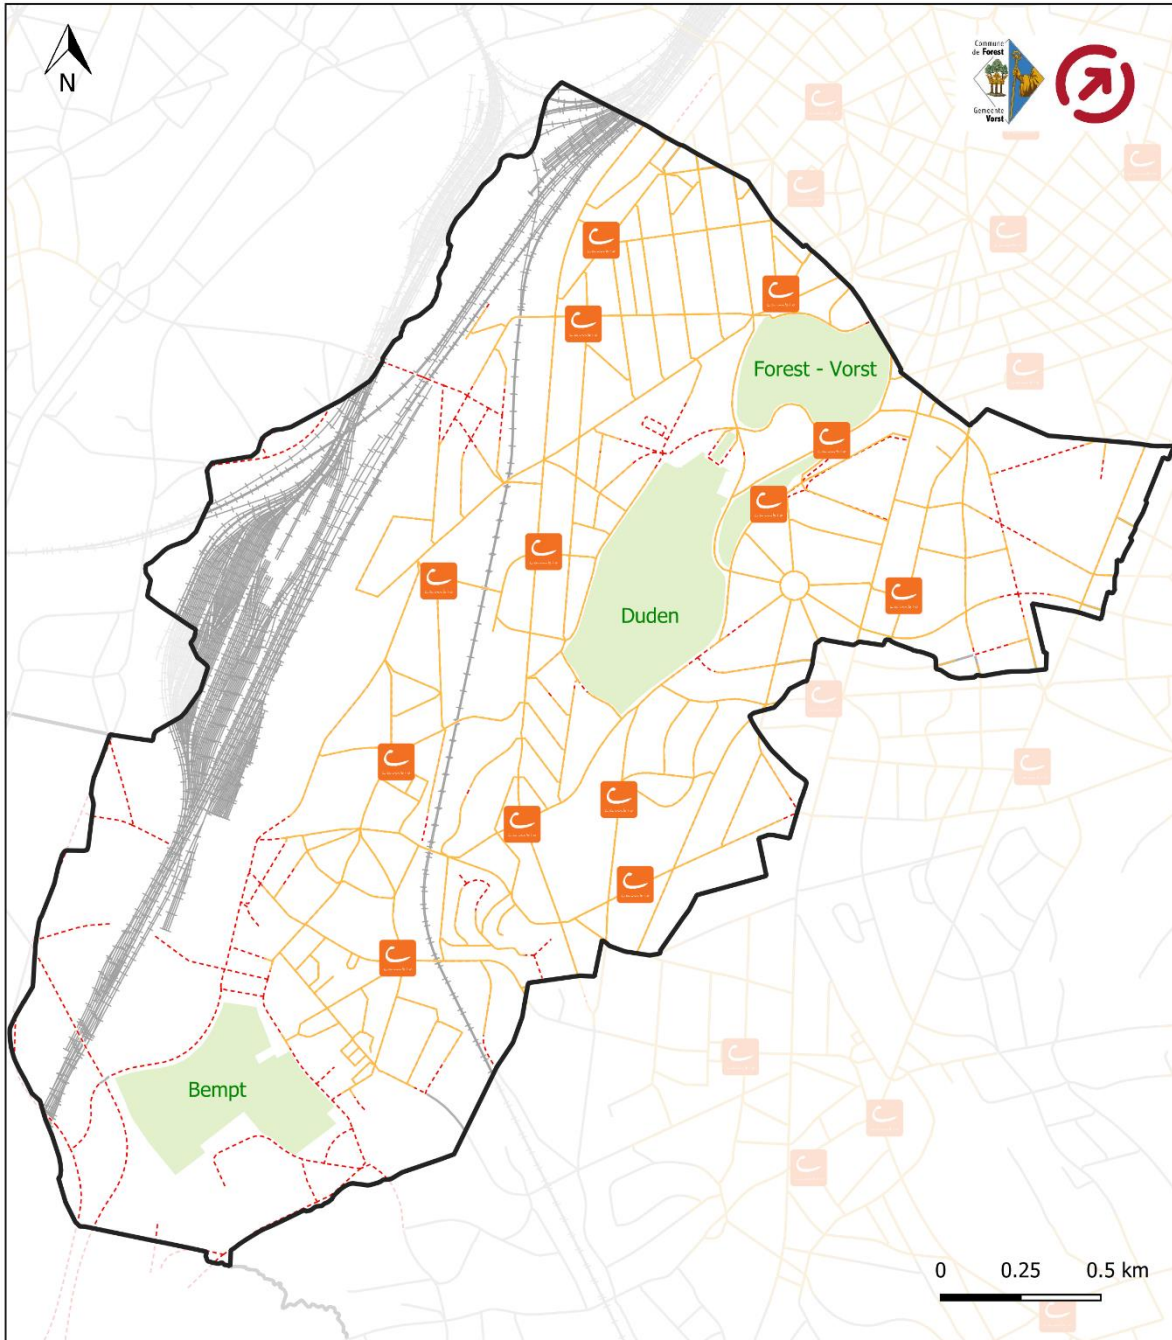 N
Commune
de Forest
Gemeente
Vorst
Forest - Vorst
Duden
Bempt
0 0.25 0.5 km